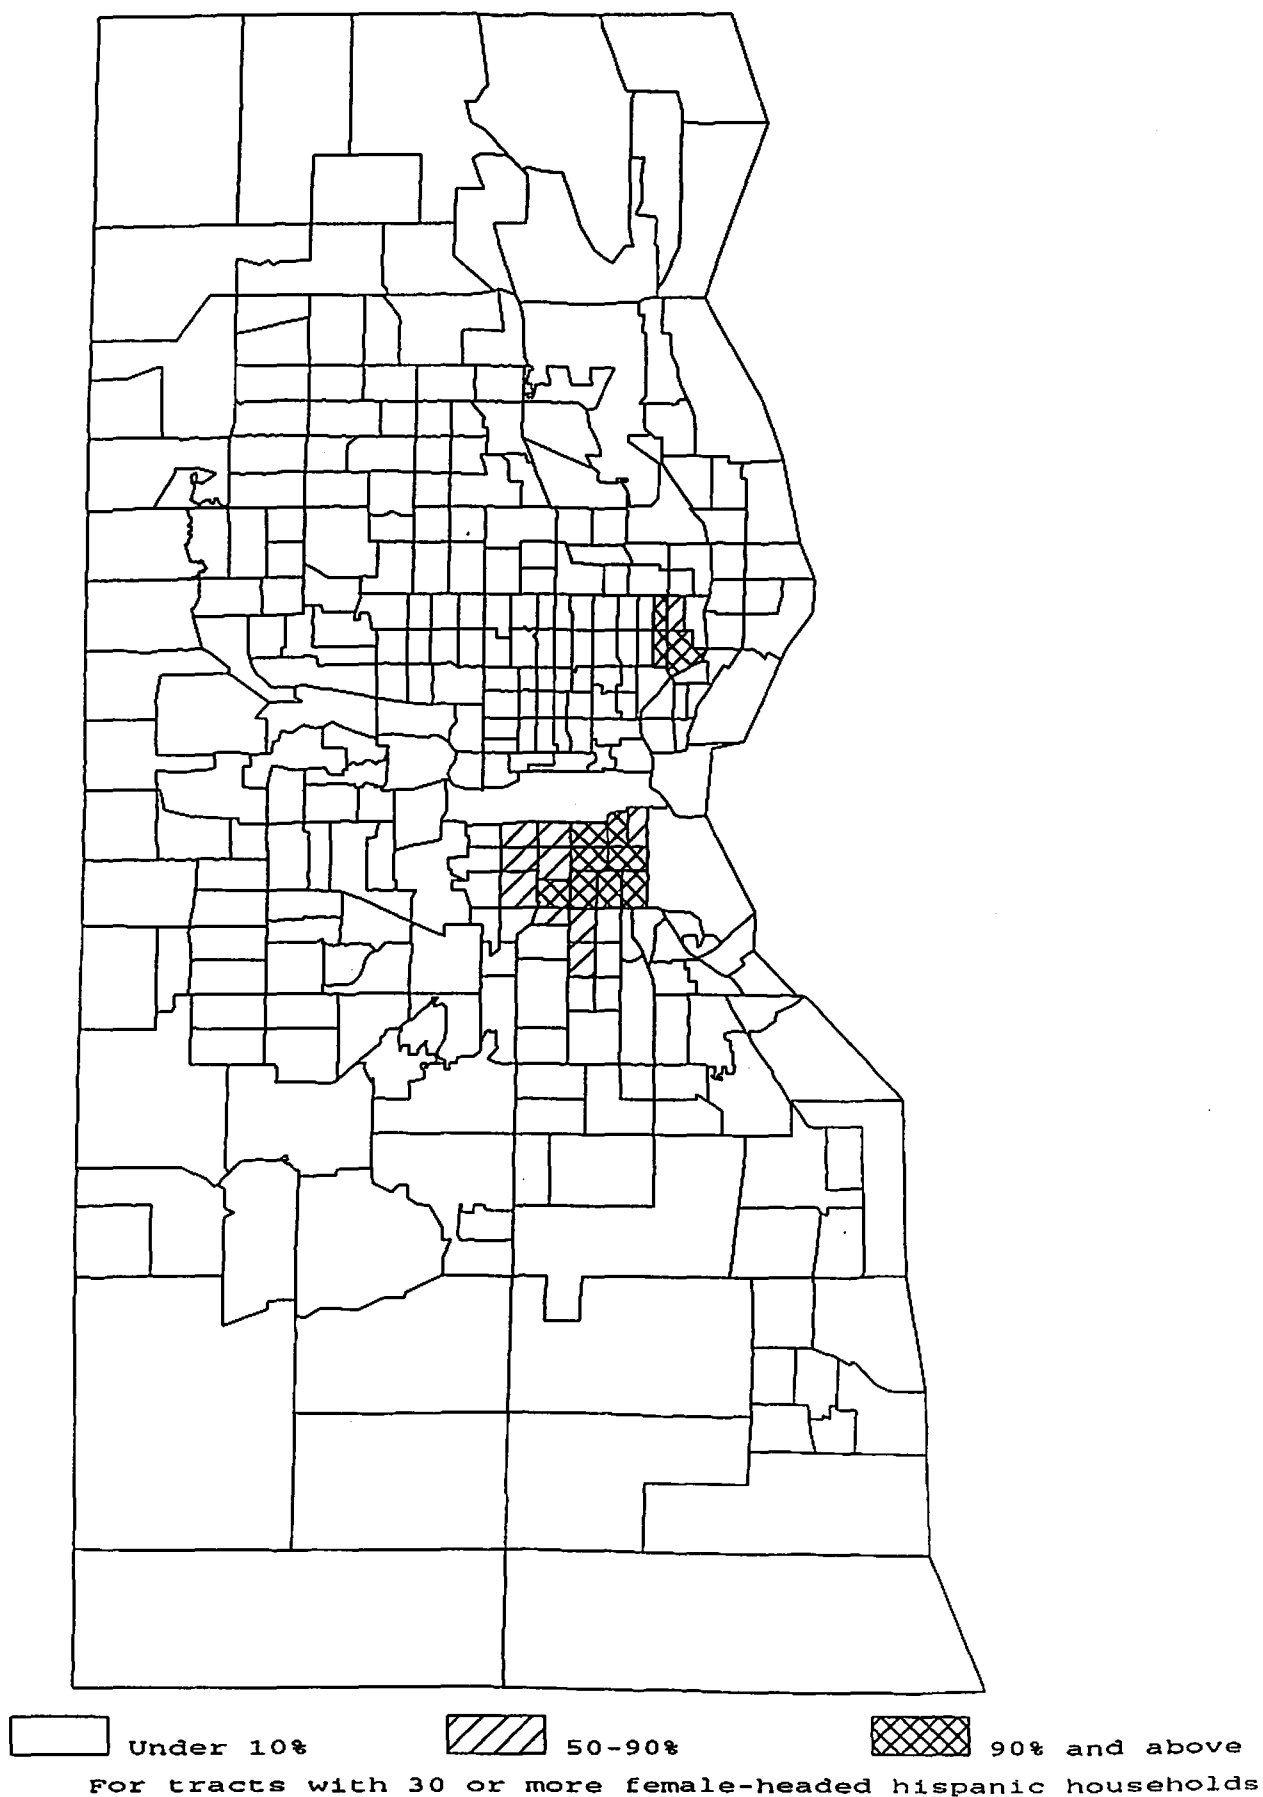 Under 10% 50-90% 90% and above
For tracts with 30 or more female-headed hispanic households